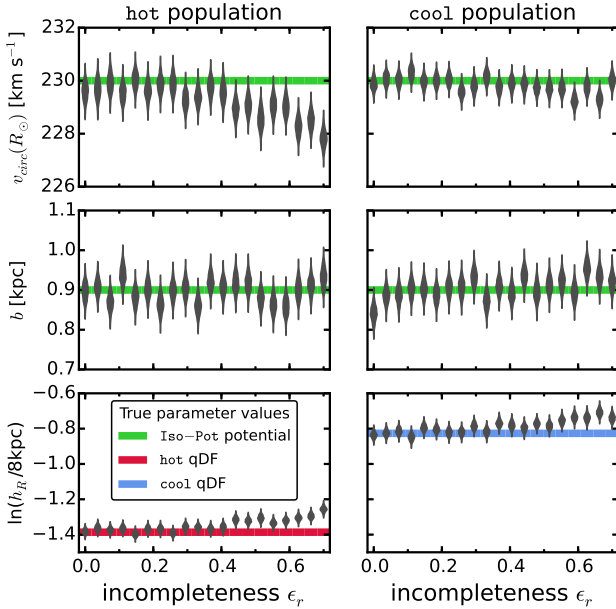 hot population
cool population
v_circ(R_⊙) [km s⁻¹]
232
230
228
226
b [kpc]
1.1
1.0
0.9
0.8
0.7
ln(h_R/8kpc)
−0.6
−0.8
−1.0
−1.2
−1.4
True parameter values
Iso−Pot potential
hot qDF
cool qDF
0.0 0.2 0.4 0.6
0.0 0.2 0.4 0.6
incompleteness ϵ_r
incompleteness ϵ_r